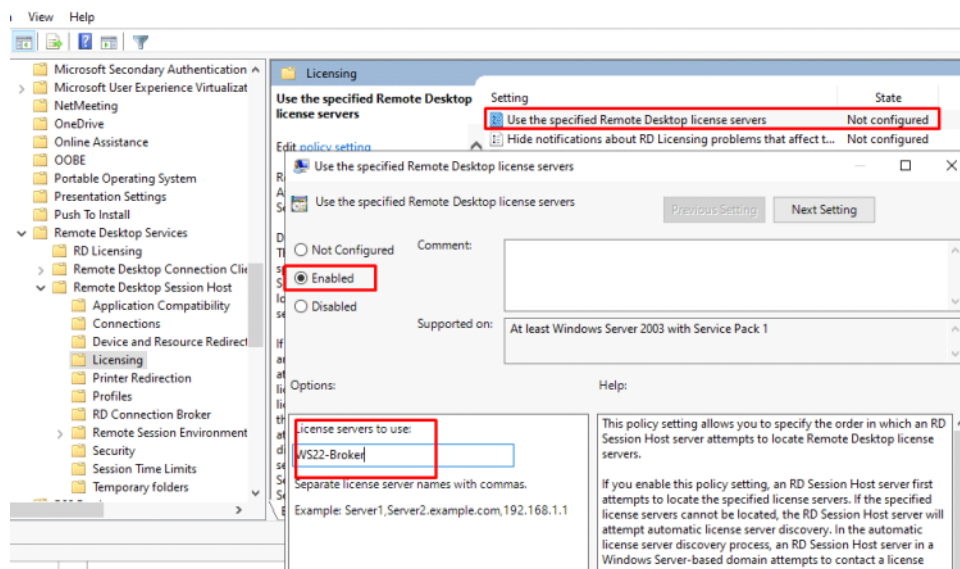 View Help
Microsoft Secondary Authentication
Microsoft User Experience Virtualizat
NetMeeting
OneDrive
Online Assistance
OOBE
Portable Operating System
Presentation Settings
Push To Install
Remote Desktop Services
RD Licensing
Remote Desktop Connection Clie
Remote Desktop Session Host
Application Compatibility
Connections
Device and Resource Redirect
Licensing
Printer Redirection
Profiles
RD Connection Broker
Remote Session Environment
Security
Session Time Limits
Temporary folders
Licensing
Use the specified Remote Desktop
license servers
Edit policy setting
Setting State
Use the specified Remote Desktop license servers Not configured
Hide notifications about RD Licensing problems that affect t... Not configured
Use the specified Remote Desktop license servers
Use the specified Remote Desktop license servers
Previous Setting Next Setting
Not Configured Comment:
Enabled
Disabled
Supported on: At least Windows Server 2003 with Service Pack 1
Options: Help:
License servers to use:
WS22-Broker
Separate license server names with commas.
Example: Server1,Server2.example.com,192.168.1.1
This policy setting allows you to specify the order in which an RD
Session Host server attempts to locate Remote Desktop license
servers.
If you enable this policy setting, an RD Session Host server first
attempts to locate the specified license servers. If the specified
license servers cannot be located, the RD Session Host server will
attempt automatic license server discovery. In the automatic
license server discovery process, an RD Session Host server in a
Windows Server-based domain attempts to contact a license